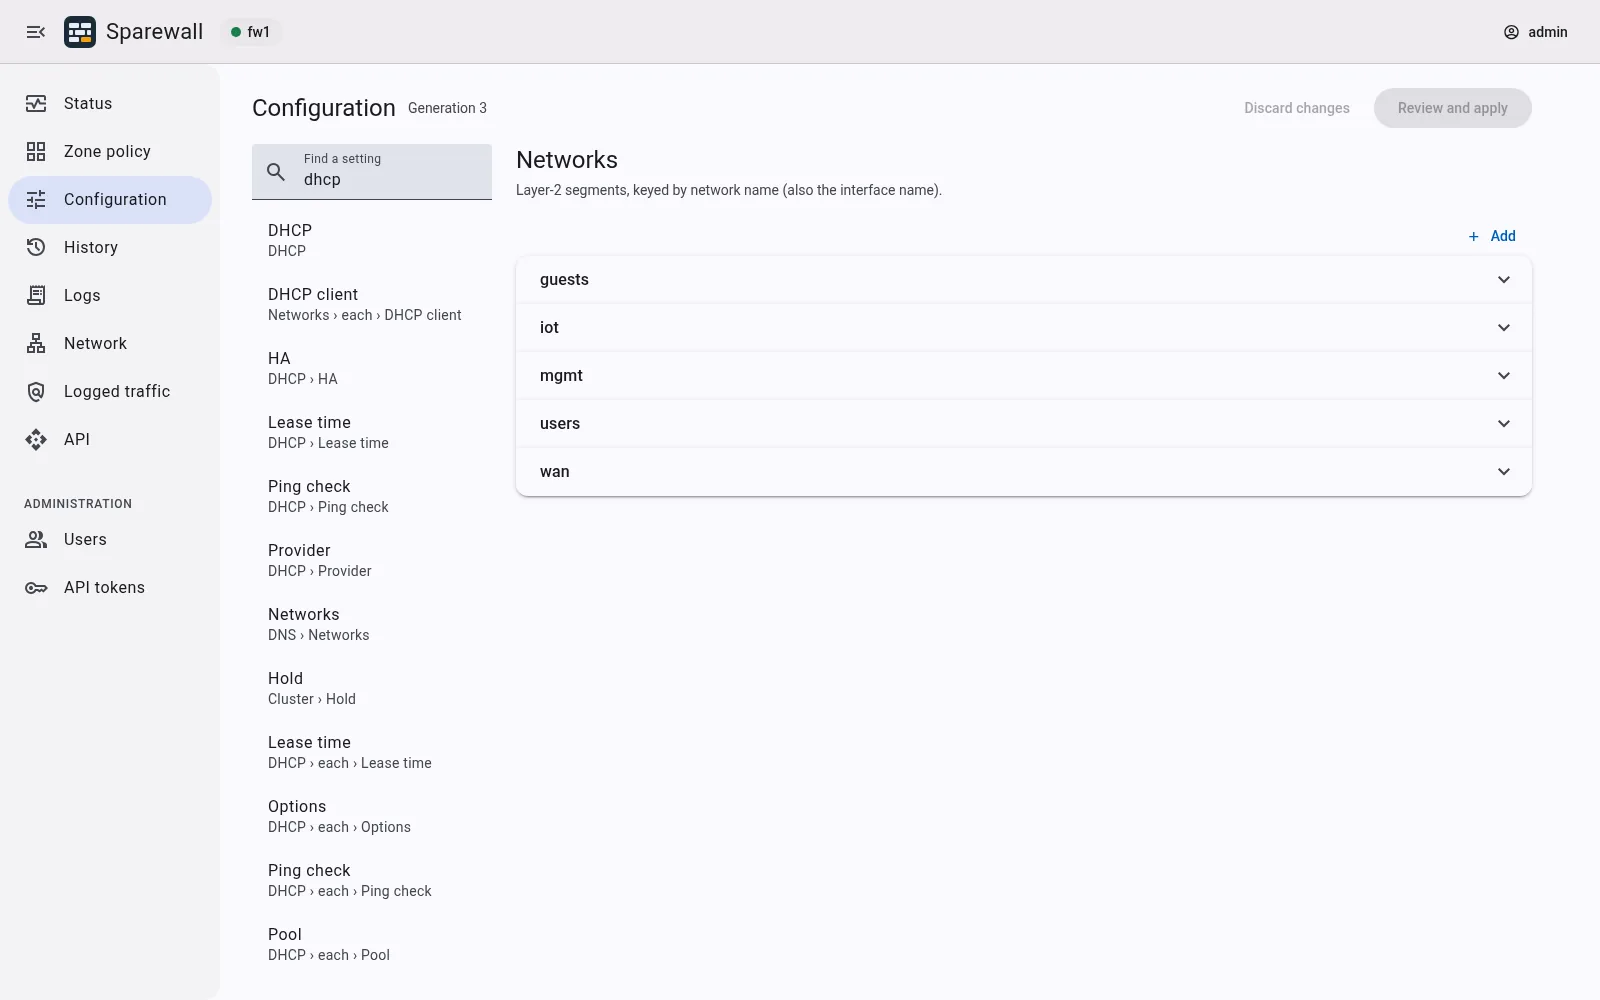 Sparewall
fw1
admin
Status
Zone policy
Configuration
History
Logs
Network
Logged traffic
API
ADMINISTRATION
Users
API tokens
Configuration
Generation 3
Discard changes
Review and apply
Find a setting
dhcp
DHCP
DHCP
DHCP client
Networks › each › DHCP client
HA
DHCP › HA
Lease time
DHCP › Lease time
Ping check
DHCP › Ping check
Provider
DHCP › Provider
Networks
DNS › Networks
Hold
Cluster › Hold
Lease time
DHCP › each › Lease time
Options
DHCP › each › Options
Ping check
DHCP › each › Ping check
Pool
DHCP › each › Pool
Networks
Layer-2 segments, keyed by network name (also the interface name).
+ Add
guests
iot
mgmt
users
wan